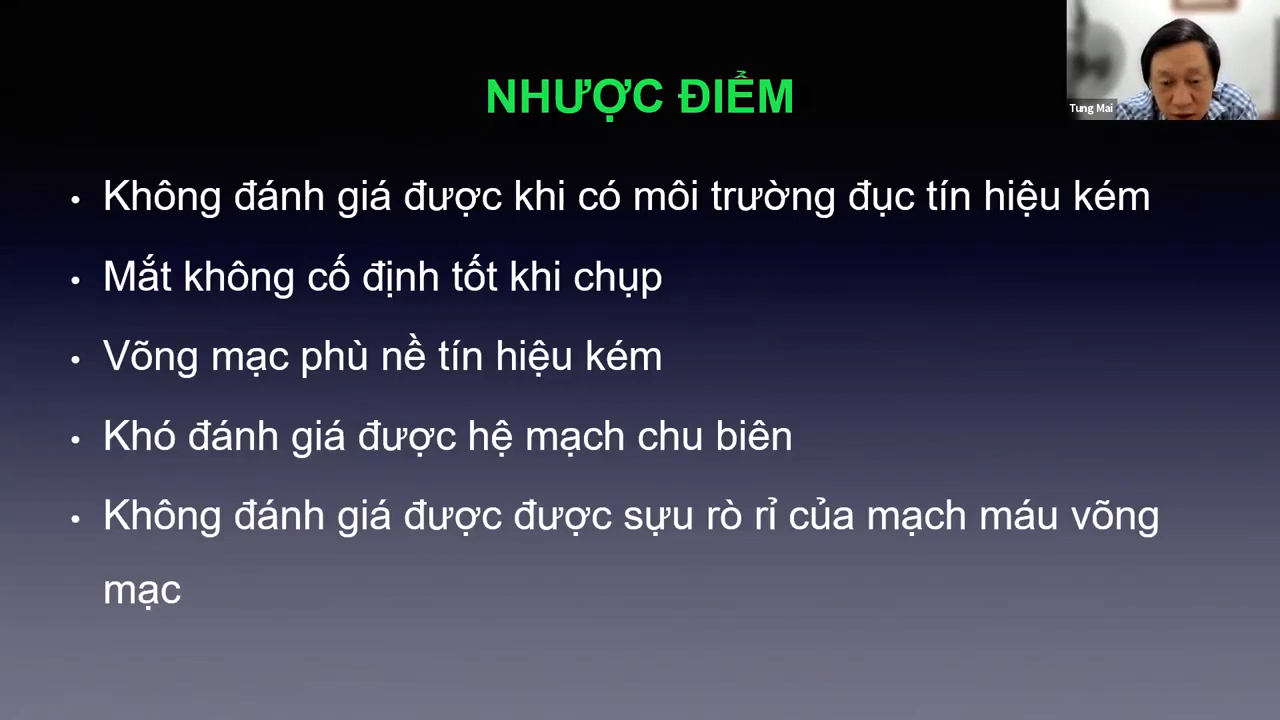 NHƯỢC ĐIỂM
Tung Mai
• Không đánh giá được khi có môi trường đục tín hiệu kém
• Mắt không cố định tốt khi chụp
• Võng mạc phù nề tín hiệu kém
• Khó đánh giá được hệ mạch chu biên
• Không đánh giá được được sựu rò rỉ của mạch máu võng
mạc